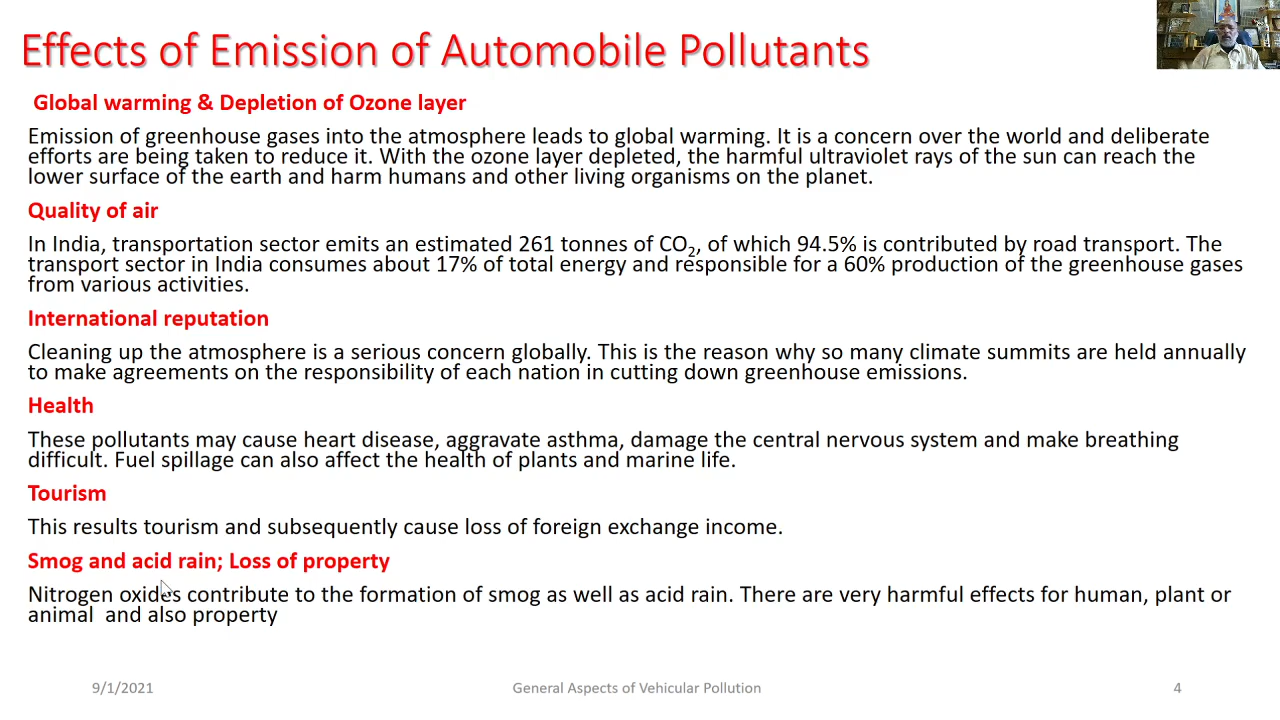 Effects of Emission of Automobile Pollutants
Global warming & Depletion of Ozone layer
Emission of greenhouse gases into the atmosphere leads to global warming. It is a concern over the world and deliberate
efforts are being taken to reduce it. With the ozone layer depleted, the harmful ultraviolet rays of the sun can reach the
lower surface of the earth and harm humans and other living organisms on the planet.
Quality of air
In India, transportation sector emits an estimated 261 tonnes of CO₂, of which 94.5% is contributed by road transport. The
transport sector in India consumes about 17% of total energy and responsible for a 60% production of the greenhouse gases
from various activities.
International reputation
Cleaning up the atmosphere is a serious concern globally. This is the reason why so many climate summits are held annually
to make agreements on the responsibility of each nation in cutting down greenhouse emissions.
Health
These pollutants may cause heart disease, aggravate asthma, damage the central nervous system and make breathing
difficult. Fuel spillage can also affect the health of plants and marine life.
Tourism
This results tourism and subsequently cause loss of foreign exchange income.
Smog and acid rain; Loss of property
Nitrogen oxides contribute to the formation of smog as well as acid rain. There are very harmful effects for human, plant or
animal  and also property
9/1/2021
General Aspects of Vehicular Pollution
4